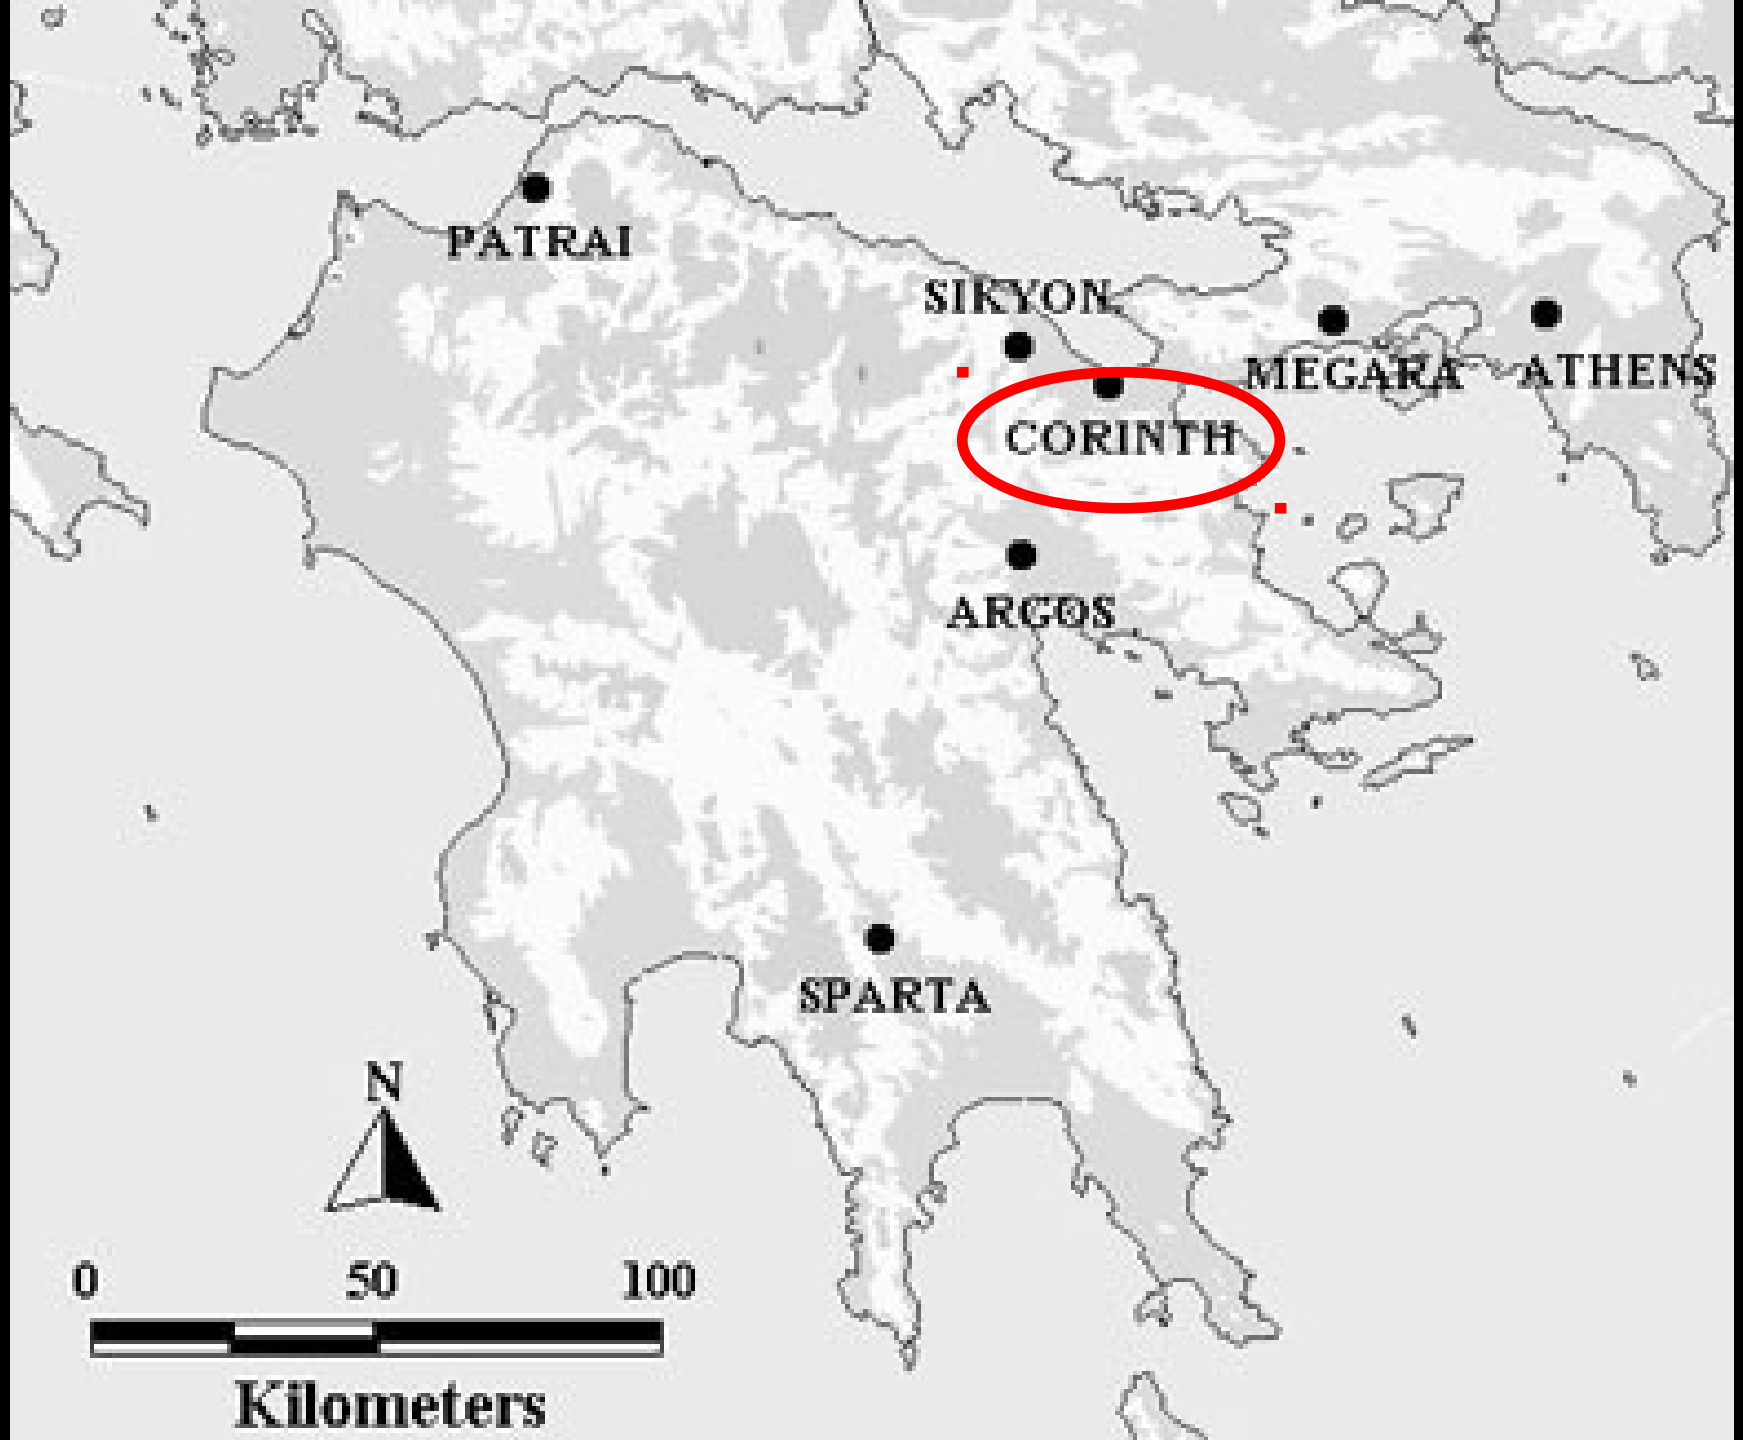 PATRAI
SIKYON
MEGARA
ATHENS
CORINTH
ARGOS
SPARTA
N
0 50 100
Kilometers